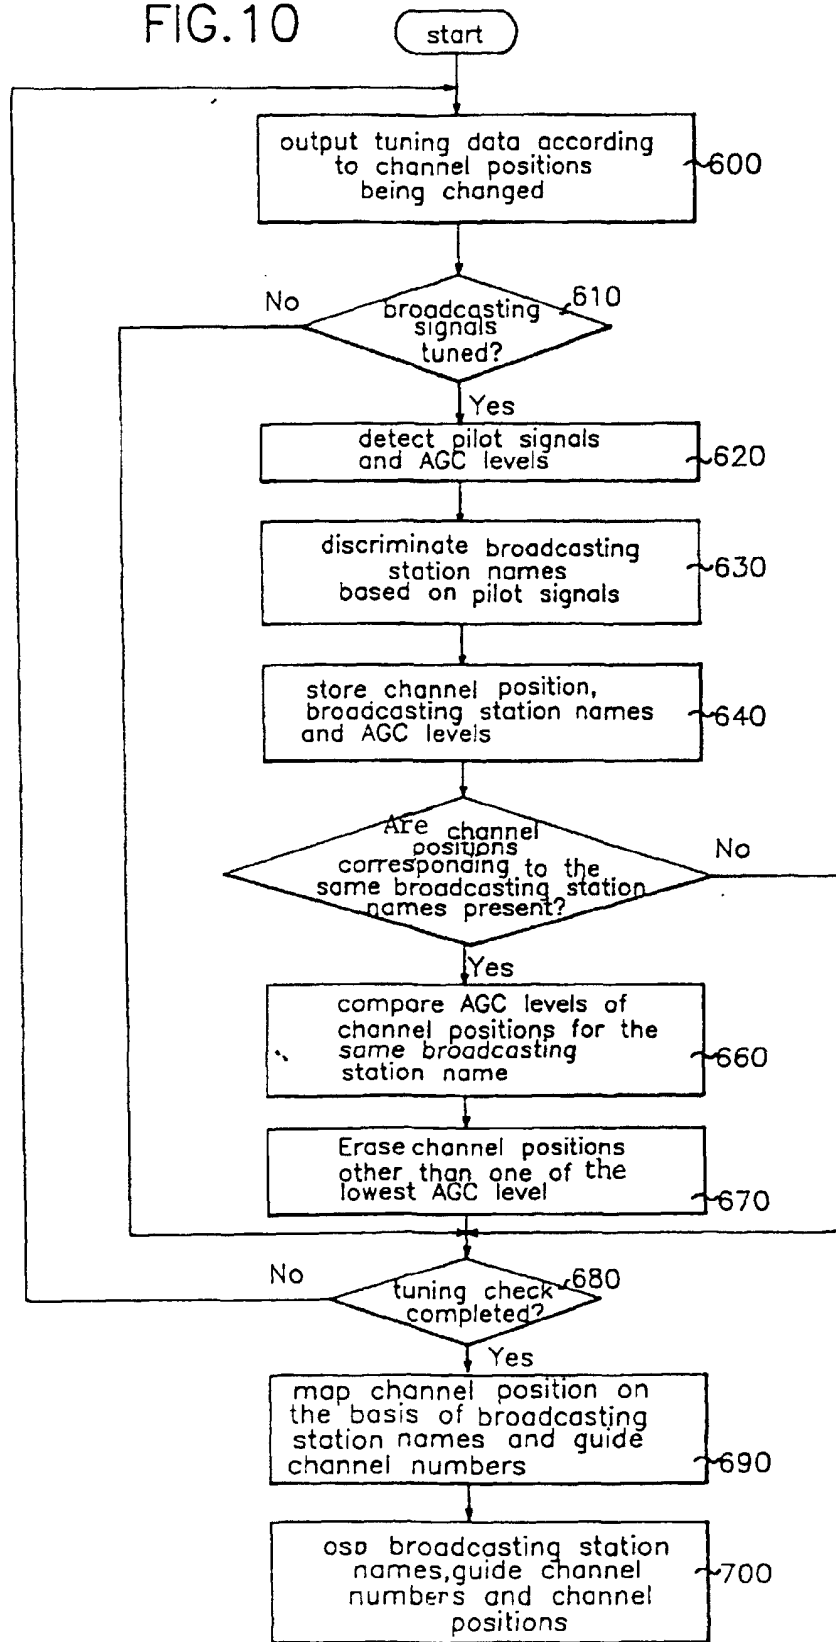 FIG.10
start
output tuning data according
to channel positions
being changed
600
No
broadcasting
signals
tuned?
610
Yes
detect pilot signals
and AGC levels
620
discriminate broadcasting
station names
based on pilot signals
630
store channel position,
broadcasting station names
and AGC levels
640
Are channel
positions
corresponding to the
same broadcasting station
names present?
No
Yes
compare AGC levels of
channel positions for the
same broadcasting
station name
660
Erase channel positions
other than one of the
lowest AGC level
670
No
tuning check
completed?
680
Yes
map channel position on
the basis of broadcasting
station names and guide
channel numbers
690
OSD broadcasting station
names,guide channel
numbers and channel
positions
700